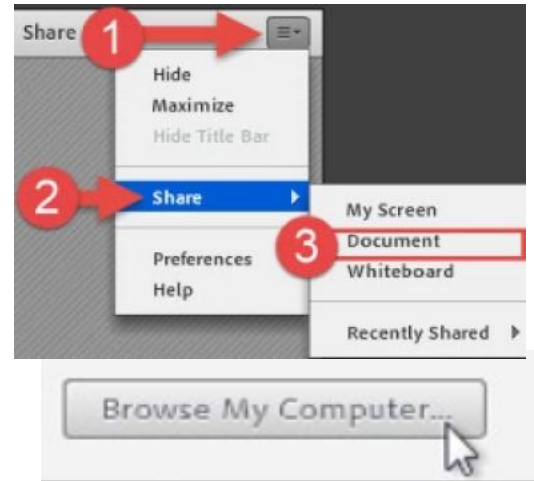 Share 1
Hide
Maximize
Hide Title Bar
2 Share
My Screen
3 Document
Whiteboard
Preferences
Help
Recently Shared
Browse My Computer...